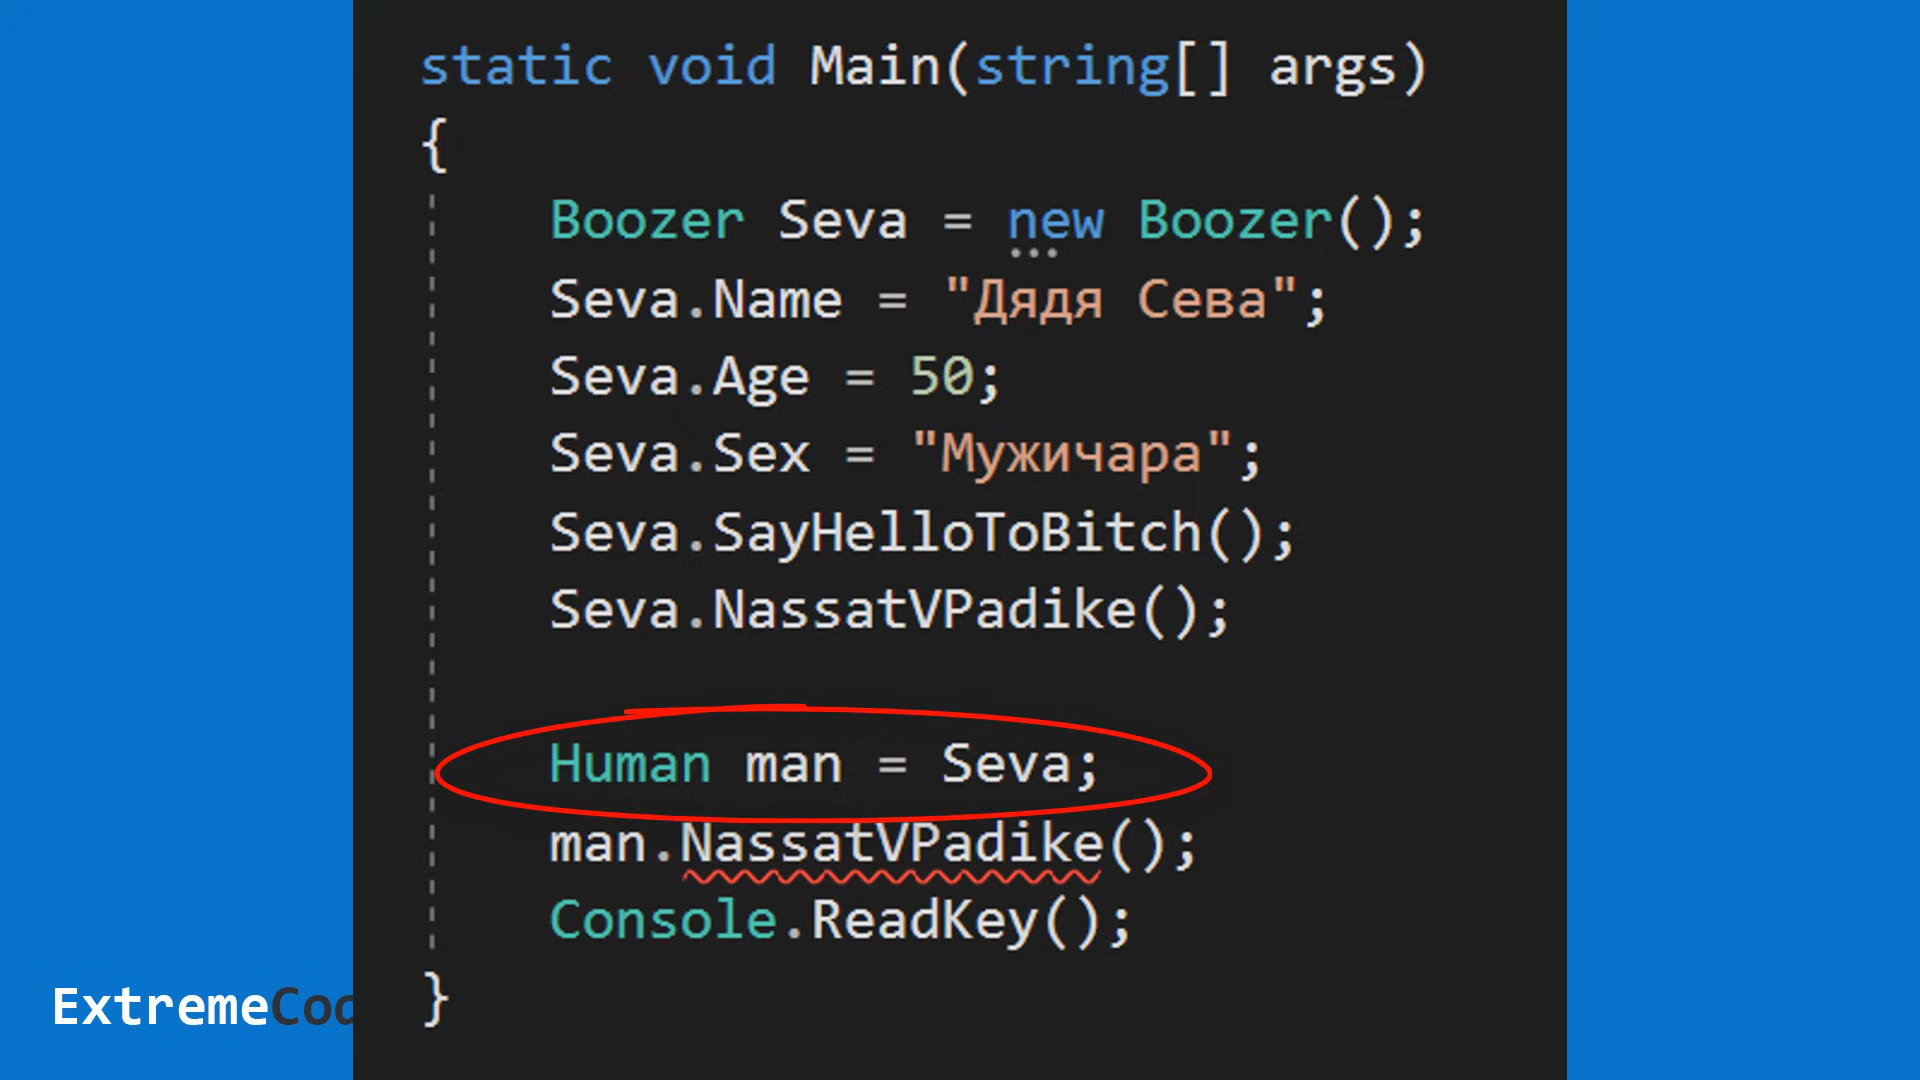 static void Main(string[] args)
{
Boozer Seva = new Boozer();
Seva.Name = "Дядя Сева";
Seva.Age = 50;
Seva.Sex = "Мужичара";
Seva.SayHelloToBitch();
Seva.NassatVPadike();
Human man = Seva;
man.NassatVPadike();
Console.ReadKey();
}
ExtremeCod